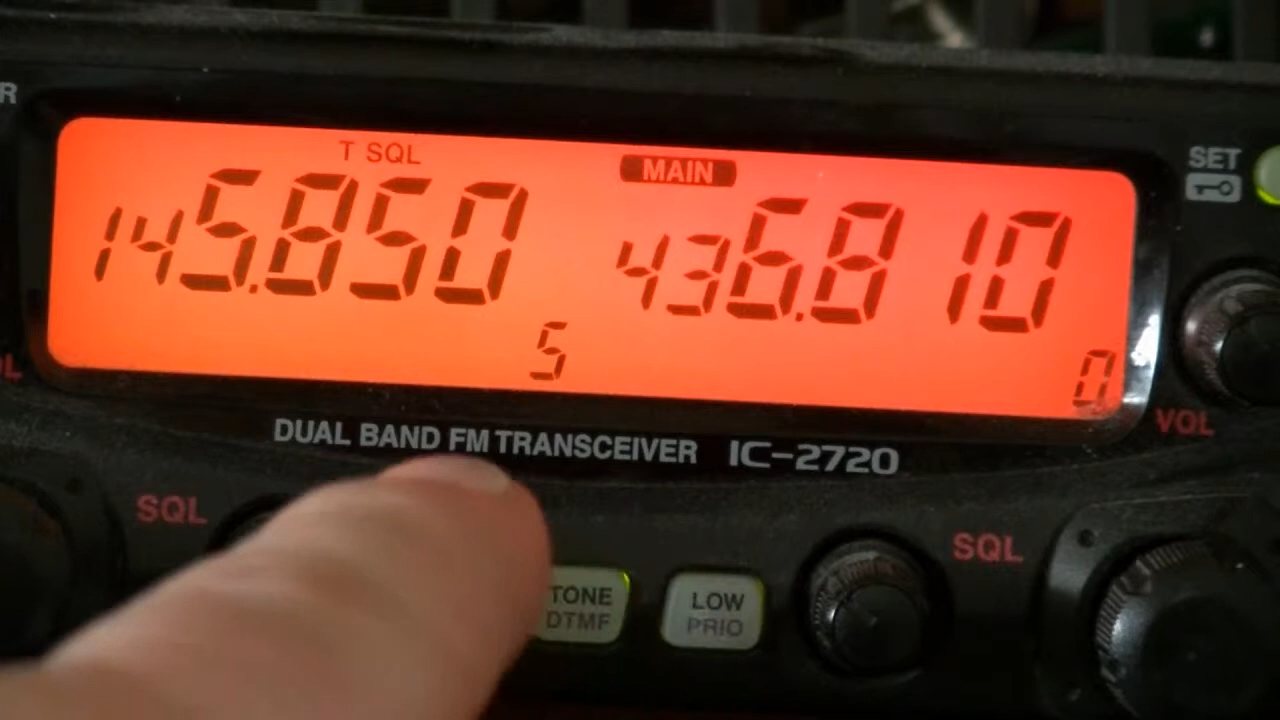 R
T SQL MAIN
SET
145.850 436.810
5 0
VOL
DUAL BAND FM TRANSCEIVER IC-2720
SQL SQL
TONE LOW
DTMF PRIO